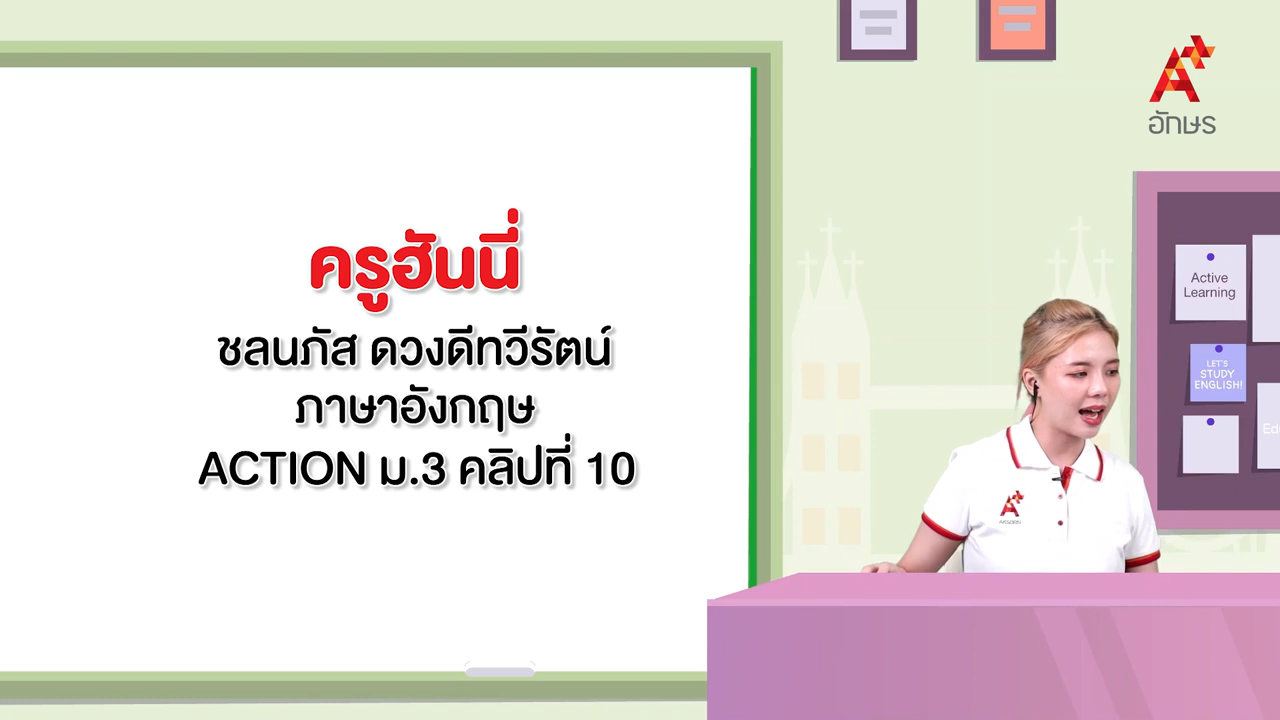 ครูฮันนี่
ชลนภัส ดวงดีทวีรัตน์
ภาษาอังกฤษ
ACTION ม.3 คลิปที่ 10
อักษร
Active
Learning
LET'S
STUDY
ENGLISH!
AKSORN